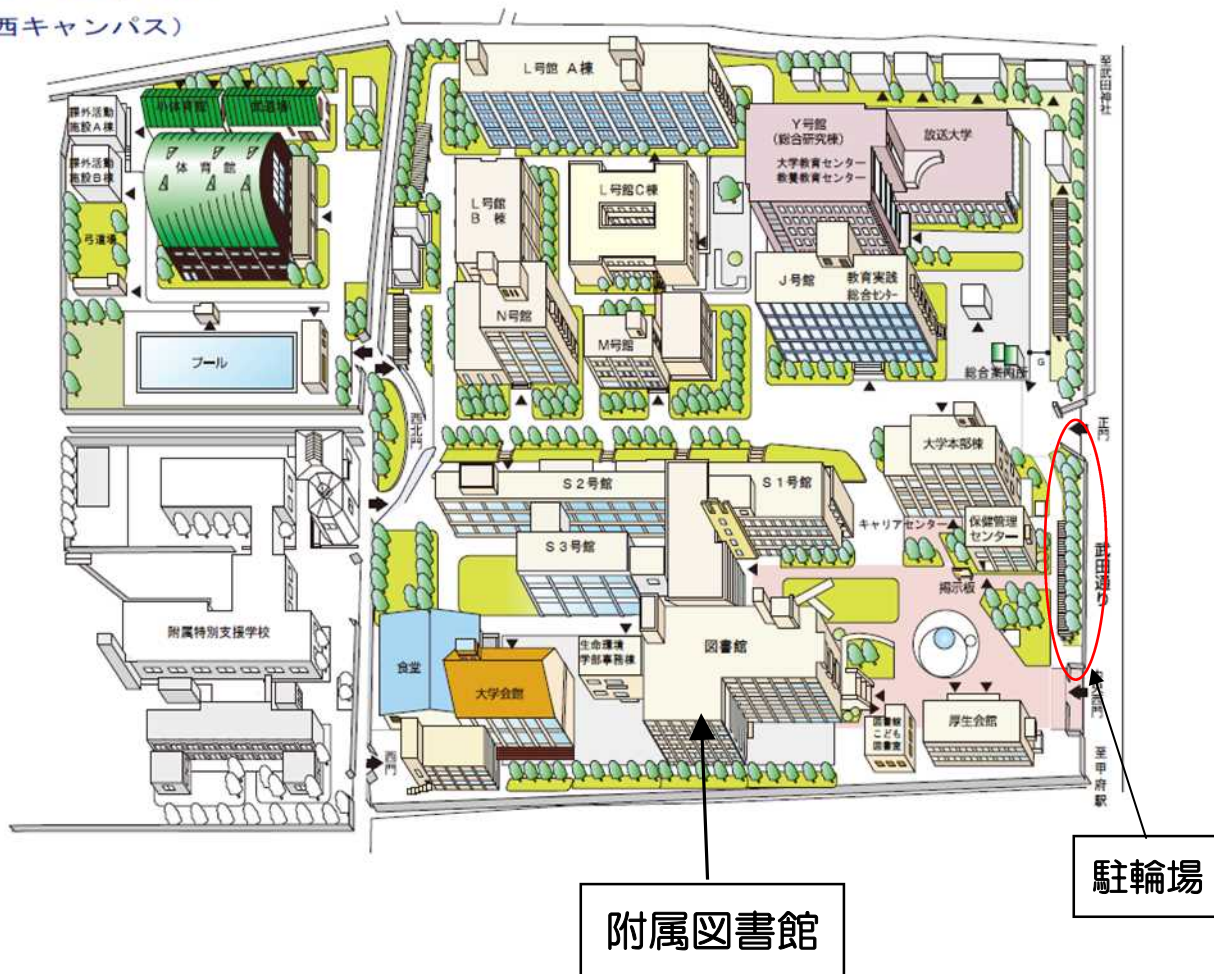 西キャンパス）
L号館 A棟
至武田神社
小体育館
武道場
課外活動
施設A棟
課外活動
施設B棟
体育館
弓道場
プール
Y号館
（総合研究棟）
大学教育センター
教養教育センター
放送大学
L号館
B 棟
L号館C棟
N号館
M号館
J号館
教育実践
総合センター
総合案内所
G
正門
西北門
大学本部棟
S2号館
S1号館
キャリアセンター
保健管理
センター
S3号館
掲示板
武田通り
附属特別支援学校
食堂
大学会館
生命環境
学部事務棟
図書館
図書館
こども
図書室
厚生会館
西門
至甲府駅
駐輪場
附属図書館